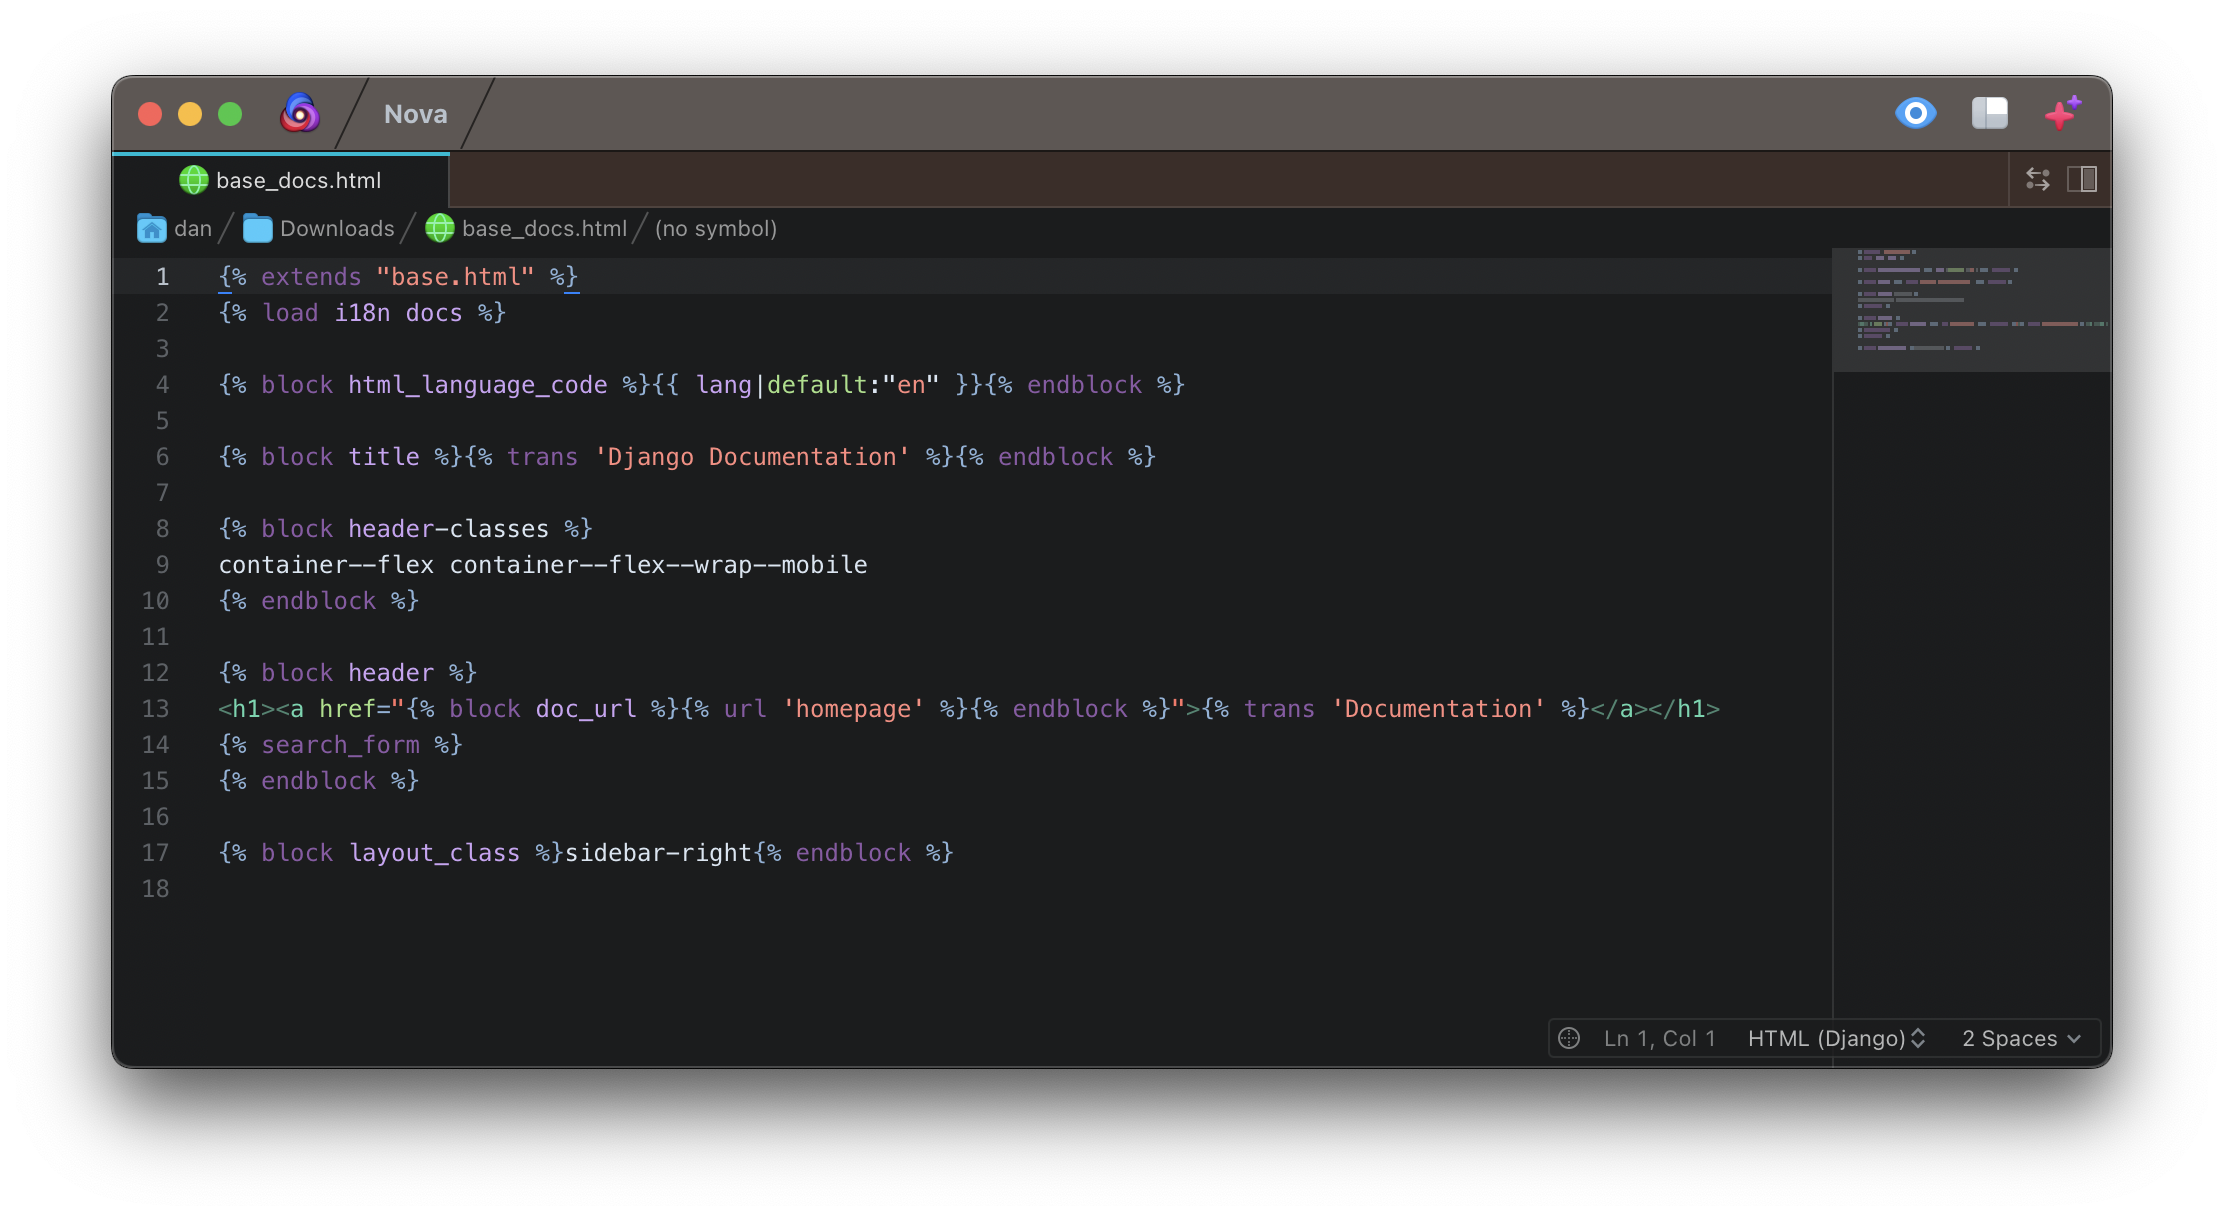 Nova
base_docs.html
dan / Downloads / base_docs.html / (no symbol)
1 {% extends "base.html" %}
2 {% load i18n docs %}
3
4 {% block html_language_code %}{{ lang|default:"en" }}{% endblock %}
5
6 {% block title %}{% trans 'Django Documentation' %}{% endblock %}
7
8 {% block header-classes %}
9 container--flex container--flex--wrap--mobile
10 {% endblock %}
11
12 {% block header %}
13 <h1><a href="{% block doc_url %}{% url 'homepage' %}{% endblock %}">{% trans 'Documentation' %}</a></h1>
14 {% search_form %}
15 {% endblock %}
16
17 {% block layout_class %}sidebar-right{% endblock %}
18
Ln 1, Col 1 HTML (Django) 2 Spaces